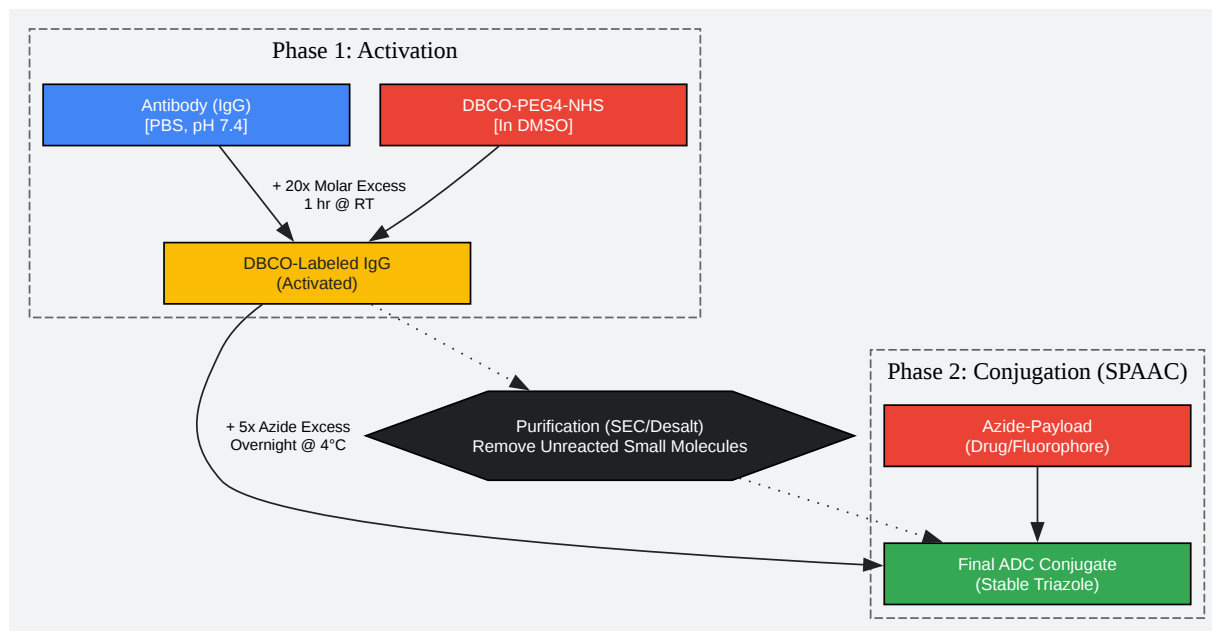 Phase 1: Activation
Antibody (IgG)
[PBS, pH 7.4]
DBCO-PEG4-NHS
[In DMSO]
+ 20x Molar Excess
1 hr @ RT
DBCO-Labeled IgG
(Activated)
Phase 2: Conjugation (SPAAC)
+ 5x Azide Excess
Overnight @ 4°C
Purification (SEC/Desalt)
Remove Unreacted Small Molecules
Azide-Payload
(Drug/Fluorophore)
Final ADC Conjugate
(Stable Triazole)